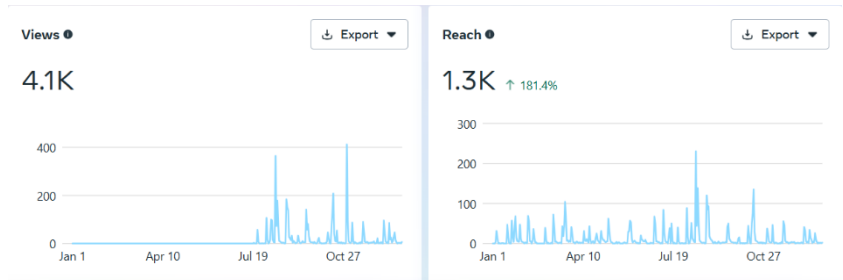 Views
Export
4.1K
400
200
0
Jan 1 Apr 10 Jul 19 Oct 27
Reach
Export
1.3K ↑ 181.4%
300
200
100
0
Jan 1 Apr 10 Jul 19 Oct 27